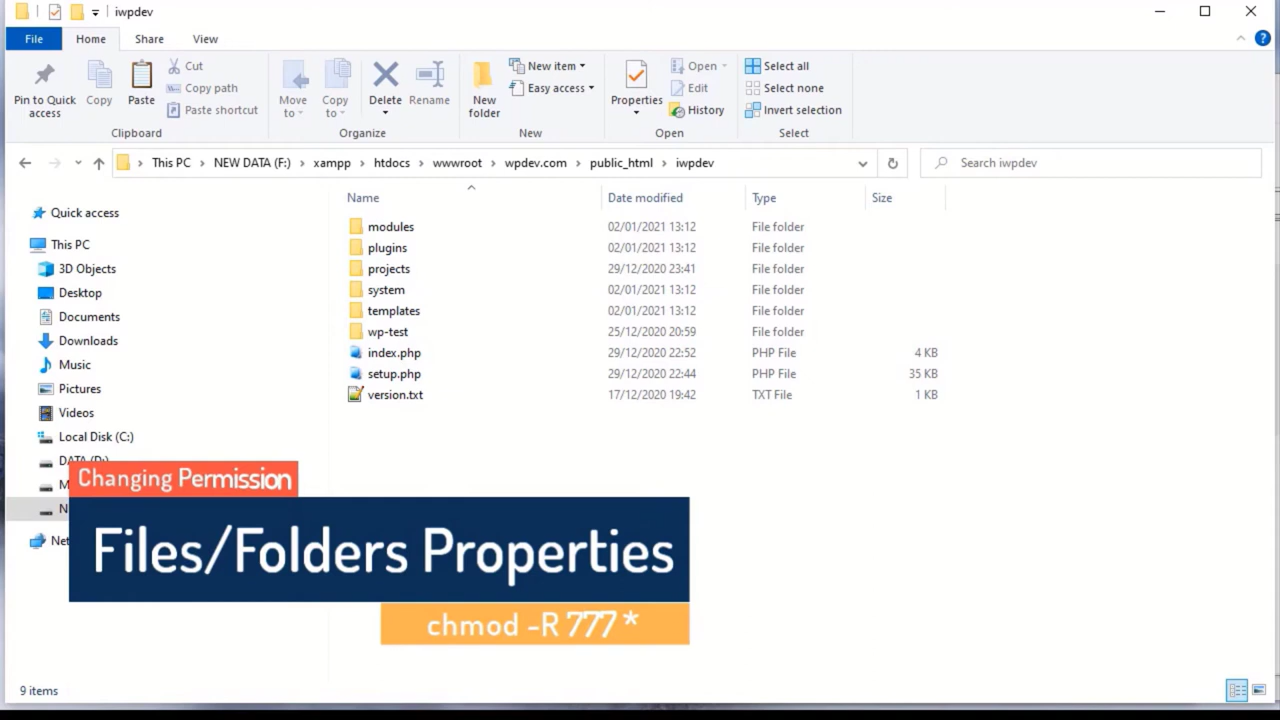 iwpdev
File Home Share View
Pin to Quick access
Copy
Paste
Cut
Copy path
Paste shortcut
Clipboard
Move to
Copy to
Delete
Rename
Organize
New folder
New item
Easy access
New
Properties
Open
Edit
History
Open
Select all
Select none
Invert selection
Select
This PC > NEW DATA (F:) > xampp > htdocs > wwwroot > wpdev.com > public_html > iwpdev
Search iwpdev
Quick access
This PC
3D Objects
Desktop
Documents
Downloads
Music
Pictures
Videos
Local Disk (C:)
DATA (D:)
M
N
Net
Name Date modified Type Size
modules 02/01/2021 13:12 File folder
plugins 02/01/2021 13:12 File folder
projects 29/12/2020 23:41 File folder
system 02/01/2021 13:12 File folder
templates 02/01/2021 13:12 File folder
wp-test 25/12/2020 20:59 File folder
index.php 29/12/2020 22:52 PHP File 4 KB
setup.php 29/12/2020 22:44 PHP File 35 KB
version.txt 17/12/2020 19:42 TXT File 1 KB
Changing Permission
Files/Folders Properties
chmod -R 777 *
9 items